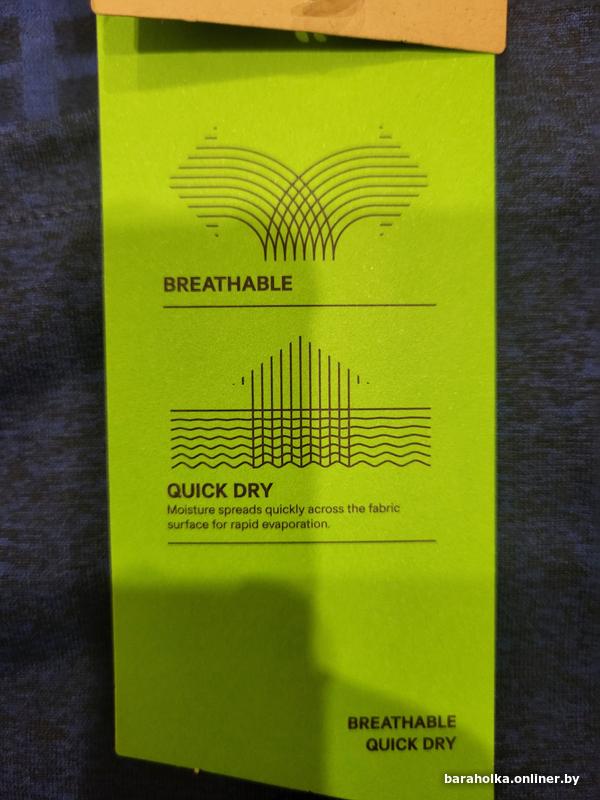 BREATHABLE
QUICK DRY
Moisture spreads quickly across the fabric
surface for rapid evaporation.
BREATHABLE
QUICK DRY
baraholka.onliner.by